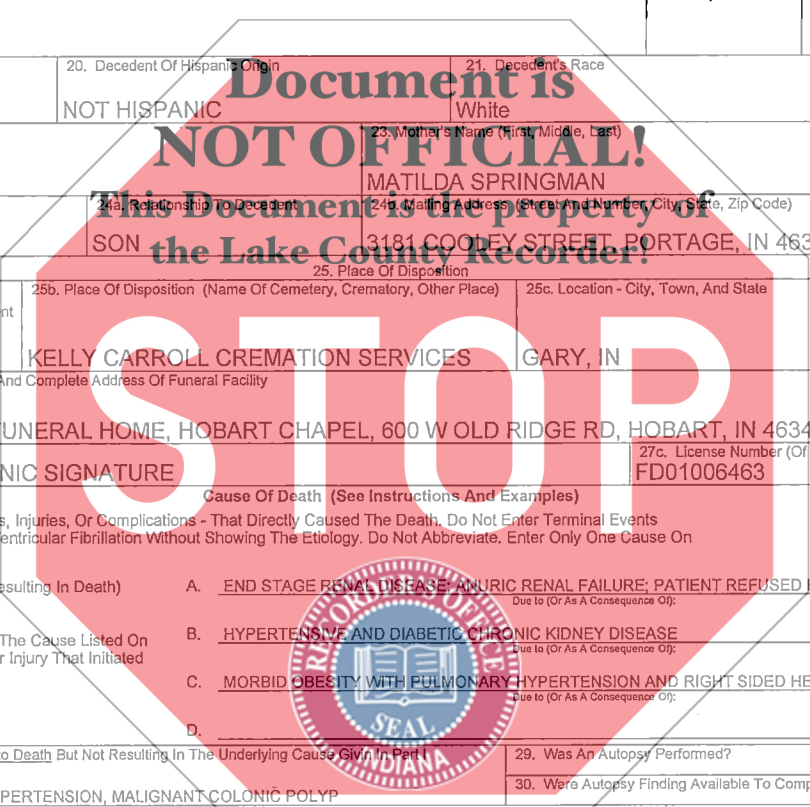 20. Decedent Of Hispanic Origin
21. Decedent's Race
Document is
NOT HISPANIC
White
NOT OFFICIAL!
23. Mother's Name (First, Middle, Last)
MATILDA SPRINGMAN
This Document is the property of
24a. Relationship To Decedent
24b. Mailing Address (Street And Number, City, State, Zip Code)
SON
3181 COOLEY STREET, PORTAGE, IN 463
the Lake County Recorder!
25. Place Of Disposition
25b. Place Of Disposition (Name Of Cemetery, Crematory, Other Place)
25c. Location - City, Town, And State
nt
KELLY CARROLL CREMATION SERVICES
GARY, IN
And Complete Address Of Funeral Facility
STOP
UNERAL HOME, HOBART CHAPEL, 600 W OLD RIDGE RD, HOBART, IN 4634
27c. License Number (Of
NIC SIGNATURE
FD01006463
Cause Of Death (See Instructions And Examples)
s, Injuries, Or Complications - That Directly Caused The Death. Do Not Enter Terminal Events
entricular Fibrillation Without Showing The Etiology. Do Not Abbreviate. Enter Only One Cause On
esulting In Death)
A. END STAGE RENAL DISEASE; ANURIC RENAL FAILURE; PATIENT REFUSED
Due to (Or As A Consequence Of):
The Cause Listed On
r Injury That Initiated
B. HYPERTENSIVE AND DIABETIC CHRONIC KIDNEY DISEASE
Due to (Or As A Consequence Of):
C. MORBID OBESITY WITH PULMONARY HYPERTENSION AND RIGHT SIDED HE
Due to (Or As A Consequence Of):
D.
RECORDER'S OFFICE
SEAL
INDIANA
to Death But Not Resulting In The Underlying Cause Givin In Part I
29. Was An Autopsy Performed?
30. Were Autopsy Finding Available To Comp
PERTENSION, MALIGNANT COLONIC POLYP